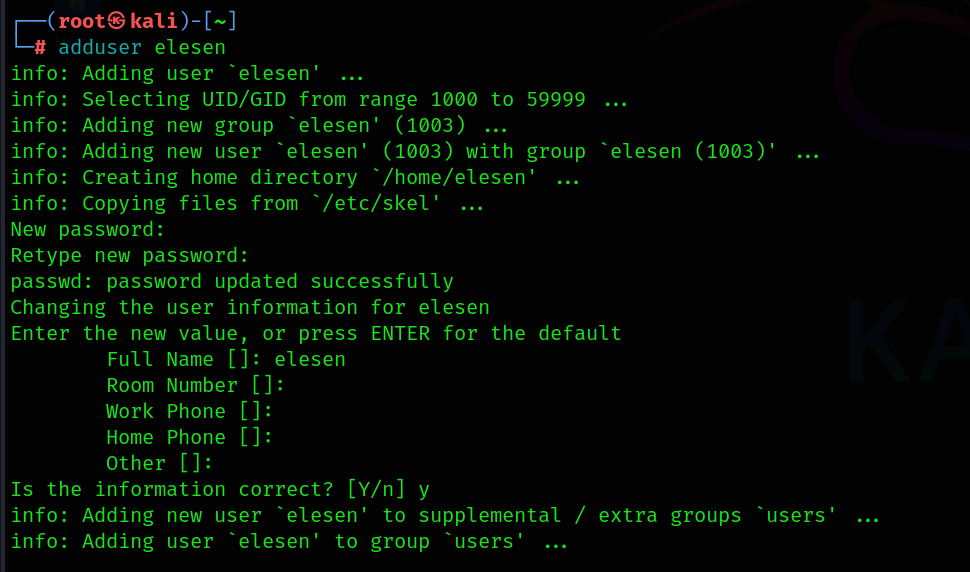 ┌──(root㉿kali)-[~]
└─# adduser elesen
info: Adding user `elesen' ...
info: Selecting UID/GID from range 1000 to 59999 ...
info: Adding new group `elesen' (1003) ...
info: Adding new user `elesen' (1003) with group `elesen (1003)' ...
info: Creating home directory `/home/elesen' ...
info: Copying files from `/etc/skel' ...
New password:
Retype new password:
passwd: password updated successfully
Changing the user information for elesen
Enter the new value, or press ENTER for the default
        Full Name []: elesen
        Room Number []:
        Work Phone []:
        Home Phone []:
        Other []:
Is the information correct? [Y/n] y
info: Adding new user `elesen' to supplemental / extra groups `users' ...
info: Adding user `elesen' to group `users' ...
KA